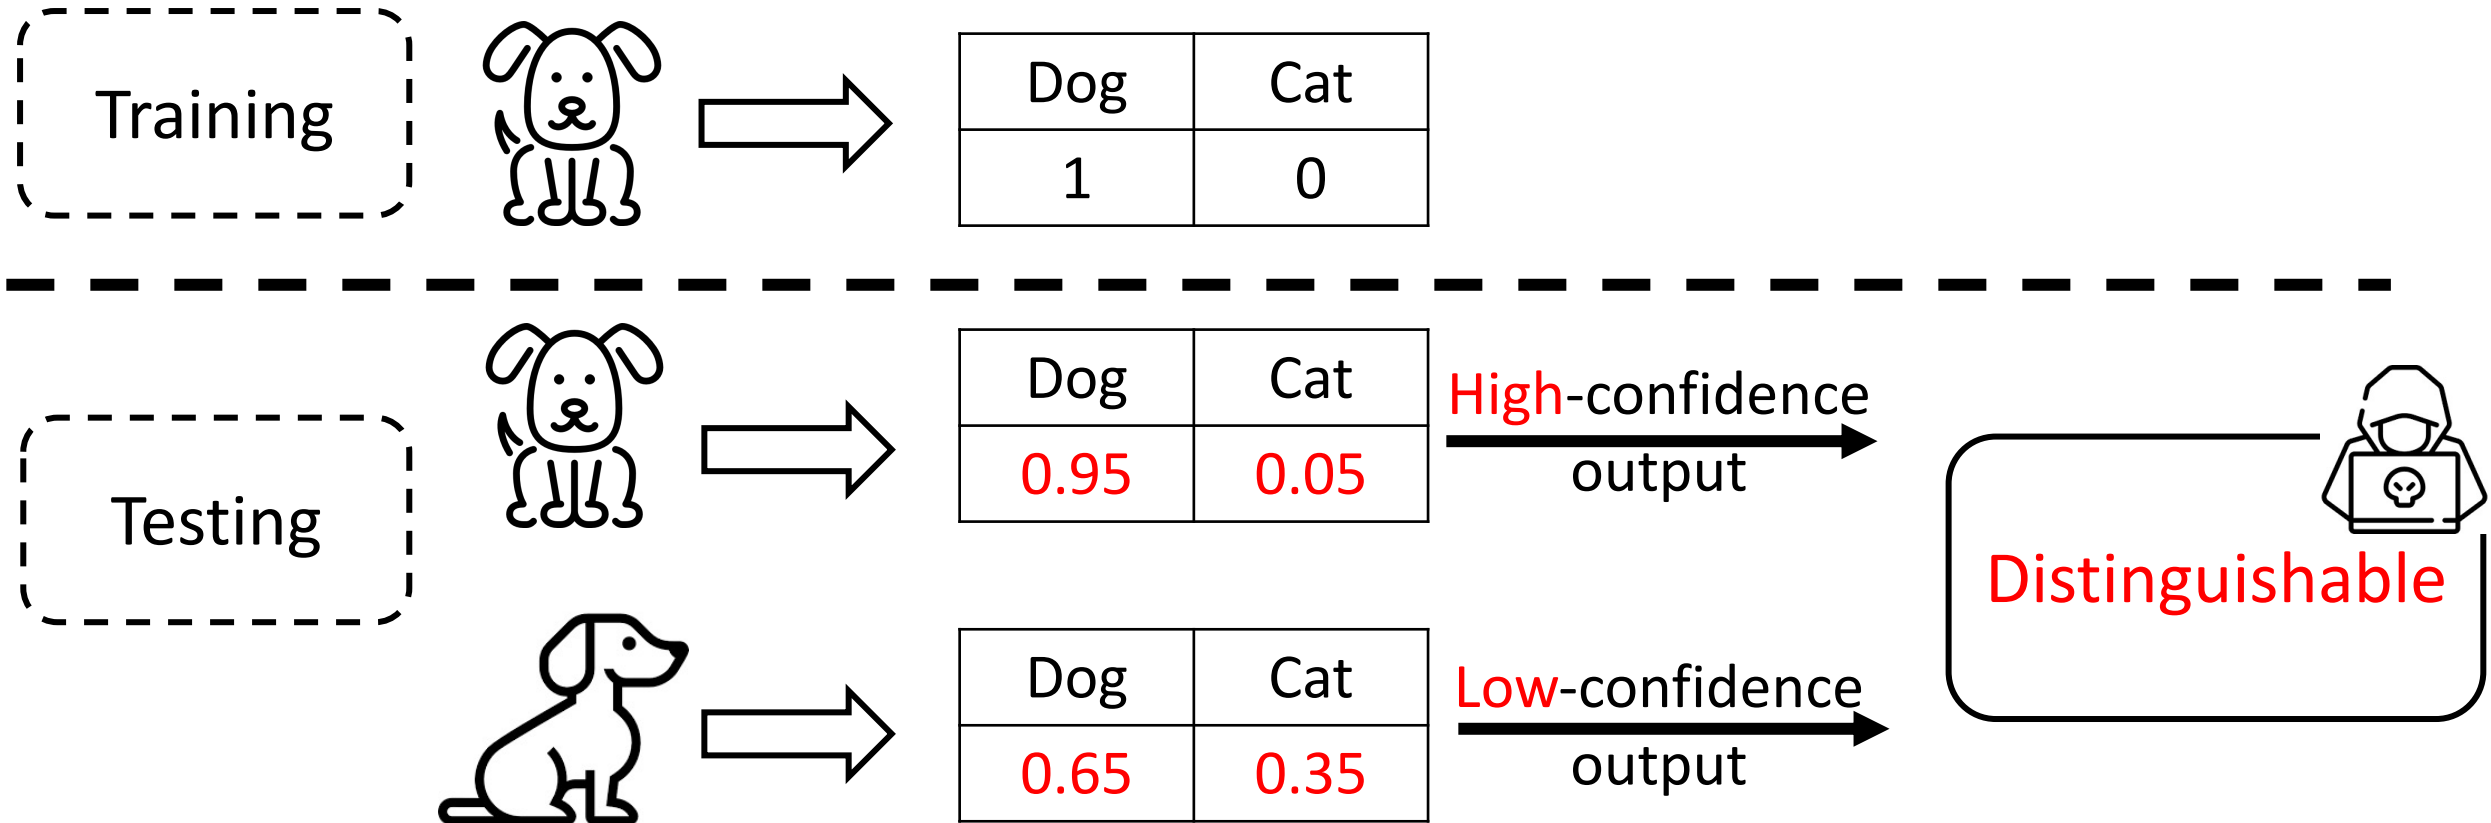 Training
Dog Cat
1 0
Testing
Dog Cat
0.95 0.05
High-confidence
output
Distinguishable
Dog Cat
0.65 0.35
Low-confidence
output